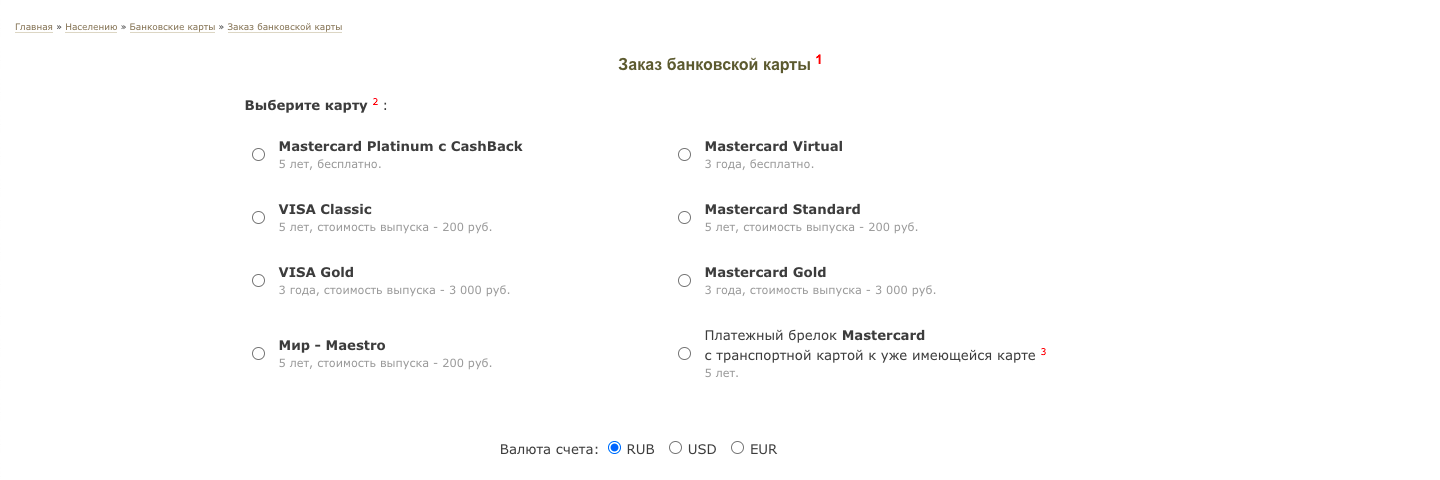 Главная » Населению » Банковские карты » Заказ банковской карты
Заказ банковской карты 1
Выберите карту 2 :
Mastercard Platinum с CashBack
5 лет, бесплатно.
Mastercard Virtual
3 года, бесплатно.
VISA Classic
5 лет, стоимость выпуска - 200 руб.
Mastercard Standard
5 лет, стоимость выпуска - 200 руб.
VISA Gold
3 года, стоимость выпуска - 3 000 руб.
Mastercard Gold
3 года, стоимость выпуска - 3 000 руб.
Мир - Maestro
5 лет, стоимость выпуска - 200 руб.
Платежный брелок Mastercard
с транспортной картой к уже имеющейся карте 3
5 лет.
Валюта счета: RUB USD EUR